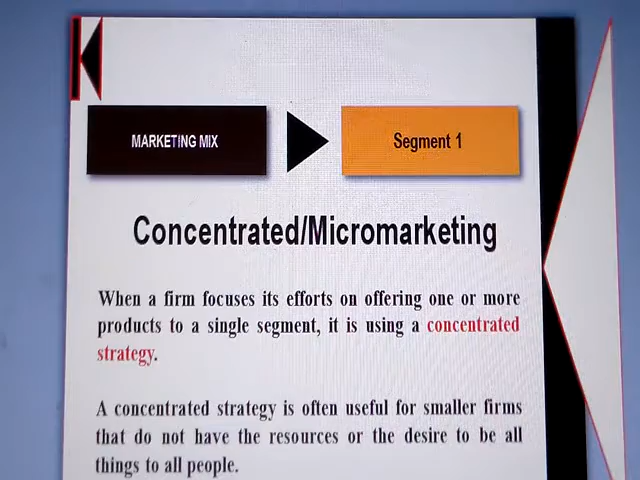 MARKETING MIX
Segment 1
Concentrated/Micromarketing
When a firm focuses its efforts on offering one or more
products to a single segment, it is using a concentrated
strategy.
A concentrated strategy is often useful for smaller firms
that do not have the resources or the desire to be all
things to all people.